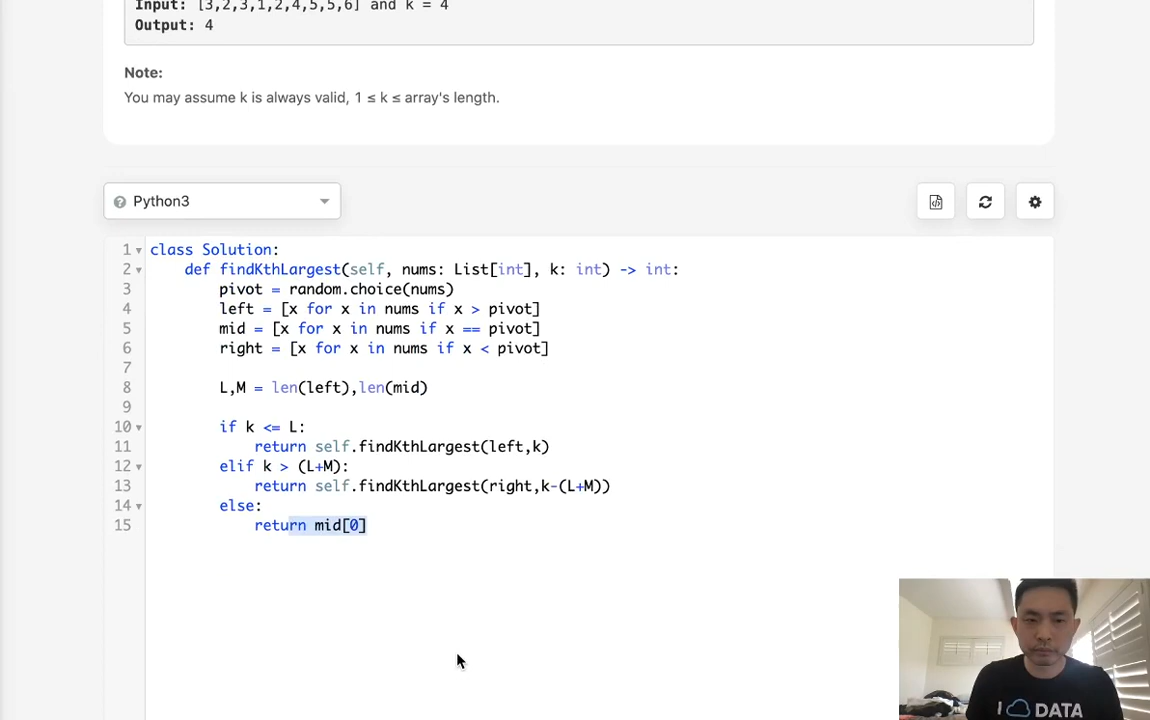 Input: [3,2,3,1,2,4,5,5,6] and k = 4
Output: 4
Note:
You may assume k is always valid, 1 ≤ k ≤ array's length.
Python3
1 class Solution:
2     def findKthLargest(self, nums: List[int], k: int) -> int:
3         pivot = random.choice(nums)
4         left = [x for x in nums if x > pivot]
5         mid = [x for x in nums if x == pivot]
6         right = [x for x in nums if x < pivot]
7
8         L,M = len(left),len(mid)
9
10         if k <= L:
11             return self.findKthLargest(left,k)
12         elif k > (L+M):
13             return self.findKthLargest(right,k-(L+M))
14         else:
15             return mid[0]
I DATA